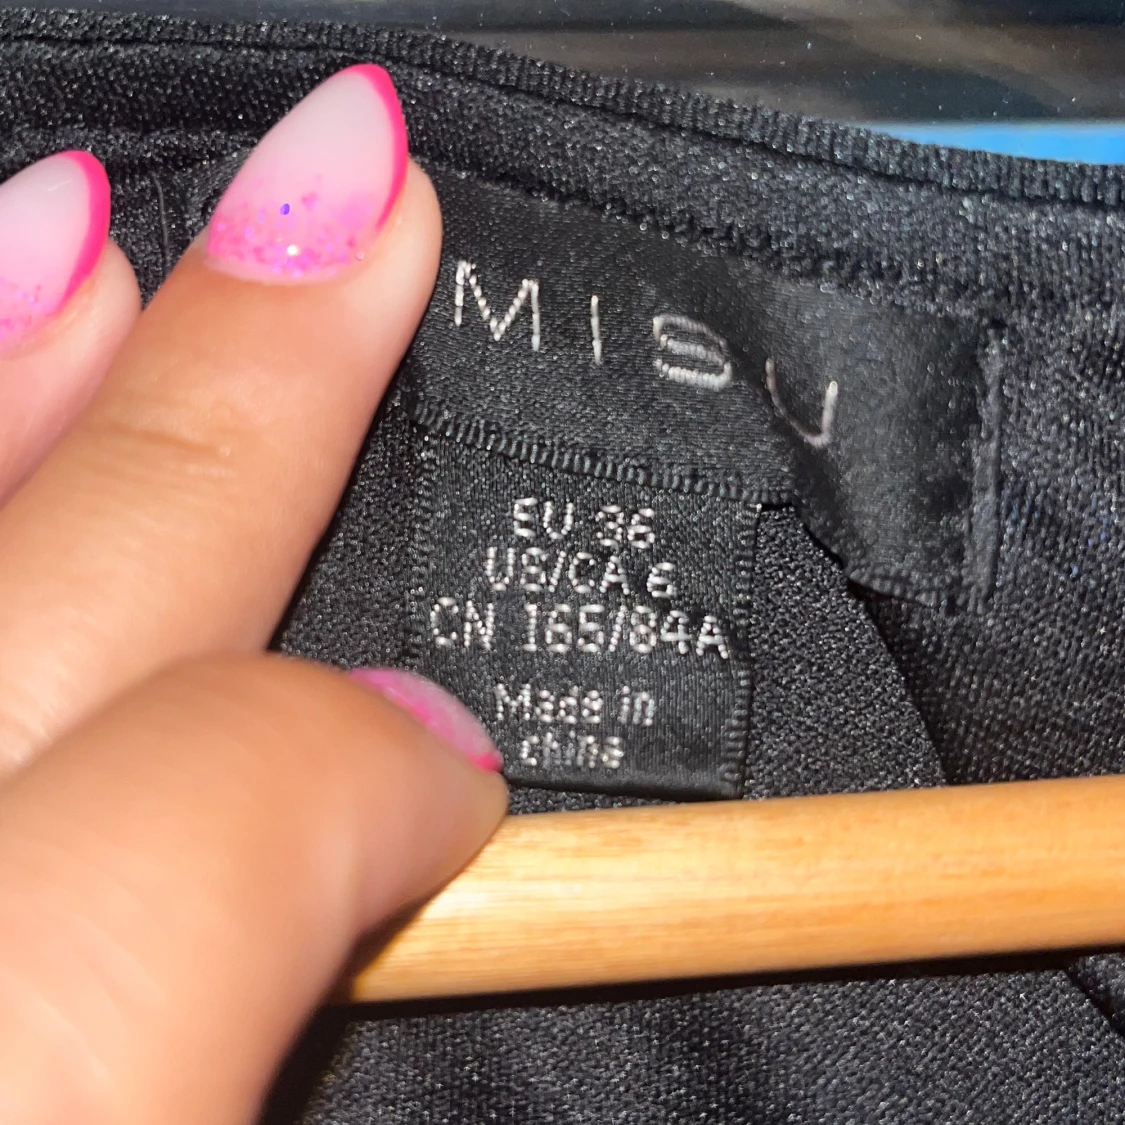 MISU
EU 36
US/CA 6
CN 165/84A
Made in
china